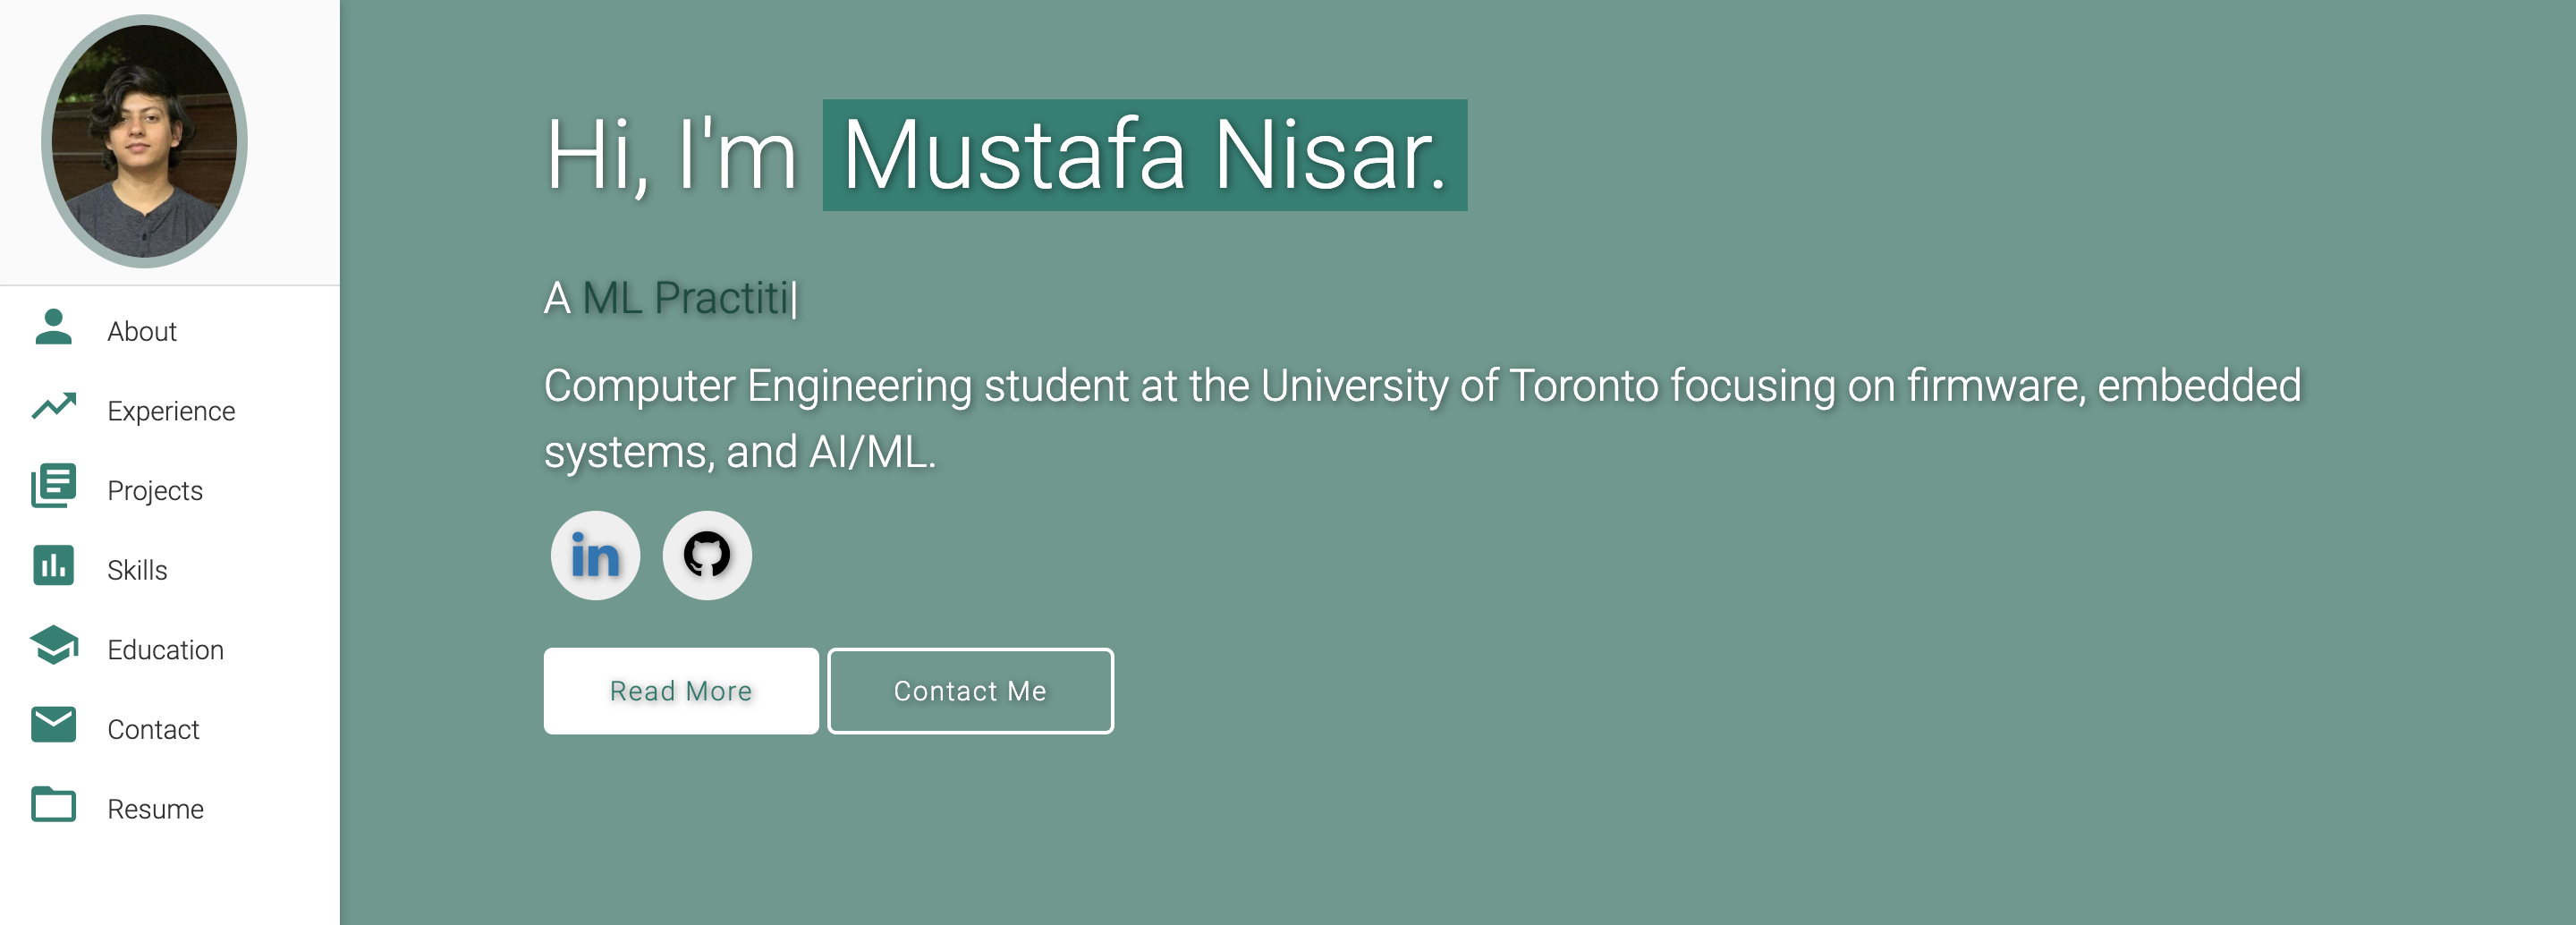 Hi, I'm Mustafa Nisar.
A ML Practiti|
Computer Engineering student at the University of Toronto focusing on firmware, embedded
systems, and AI/ML.
in
Read More
Contact Me
About
Experience
Projects
Skills
Education
Contact
Resume